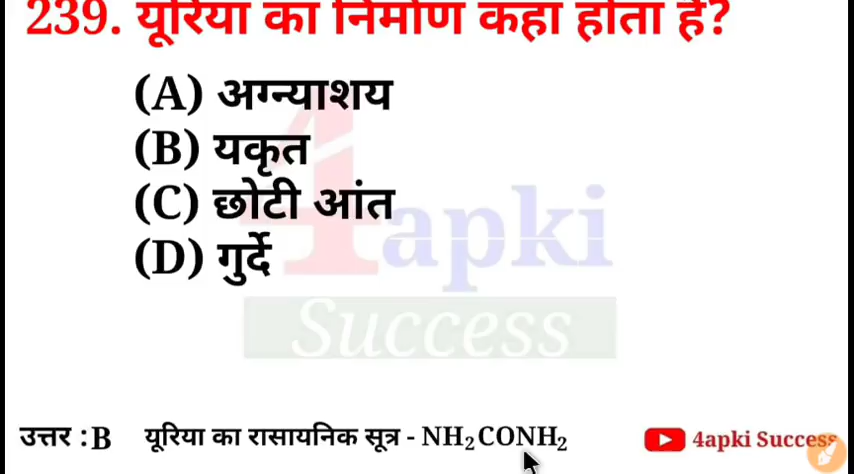 239. यूरिया का निर्माण कहां होता है?
(A) अग्न्याशय
(B) यकृत
(C) छोटी आंत
(D) गुर्दे
4apki
Success
उत्तर : B यूरिया का रासायनिक सूत्र - NH₂CONH₂
4apki Success